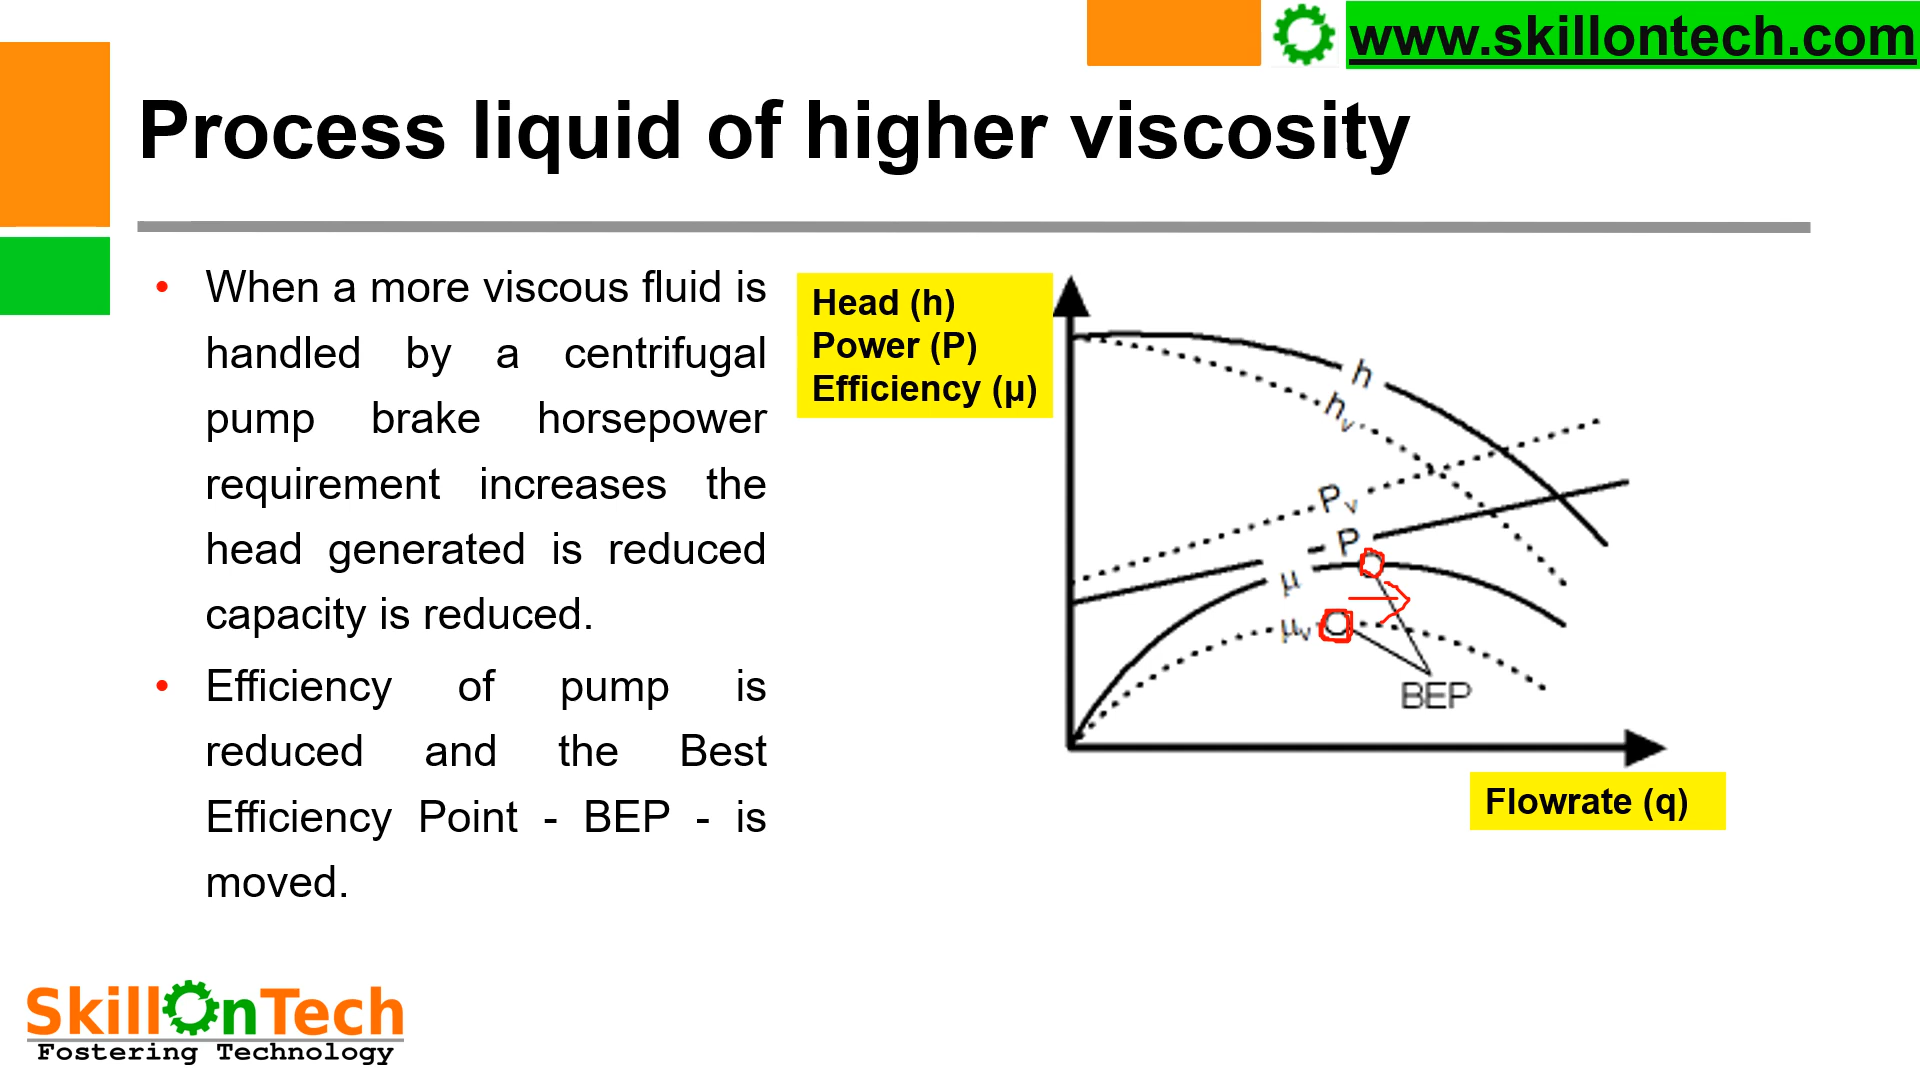 www.skillontech.com
Process liquid of higher viscosity
• When a more viscous fluid is
handled by a centrifugal
pump brake horsepower
requirement increases the
head generated is reduced
capacity is reduced.
• Efficiency of pump is
reduced and the Best
Efficiency Point - BEP - is
moved.
Head (h)
Power (P)
Efficiency (μ)
h
hv
Pv
P
μ
μv
BEP
Flowrate (q)
SkillOnTech
Fostering Technology